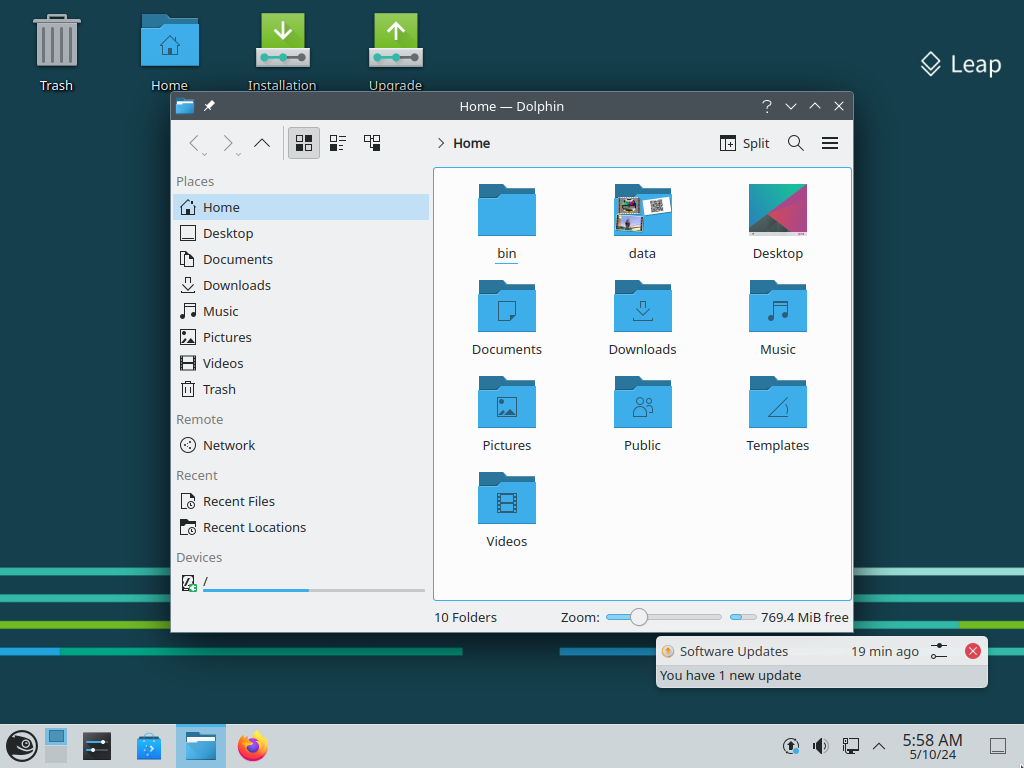 Trash
Home
Installation
Upgrade
Leap
Home — Dolphin
Home
Split
Places
Home
Desktop
Documents
Downloads
Music
Pictures
Videos
Trash
Remote
Network
Recent
Recent Files
Recent Locations
Devices
/
bin
data
Desktop
Documents
Downloads
Music
Pictures
Public
Templates
Videos
10 Folders
Zoom:
769.4 MiB free
Software Updates
19 min ago
You have 1 new update
5:58 AM
5/10/24